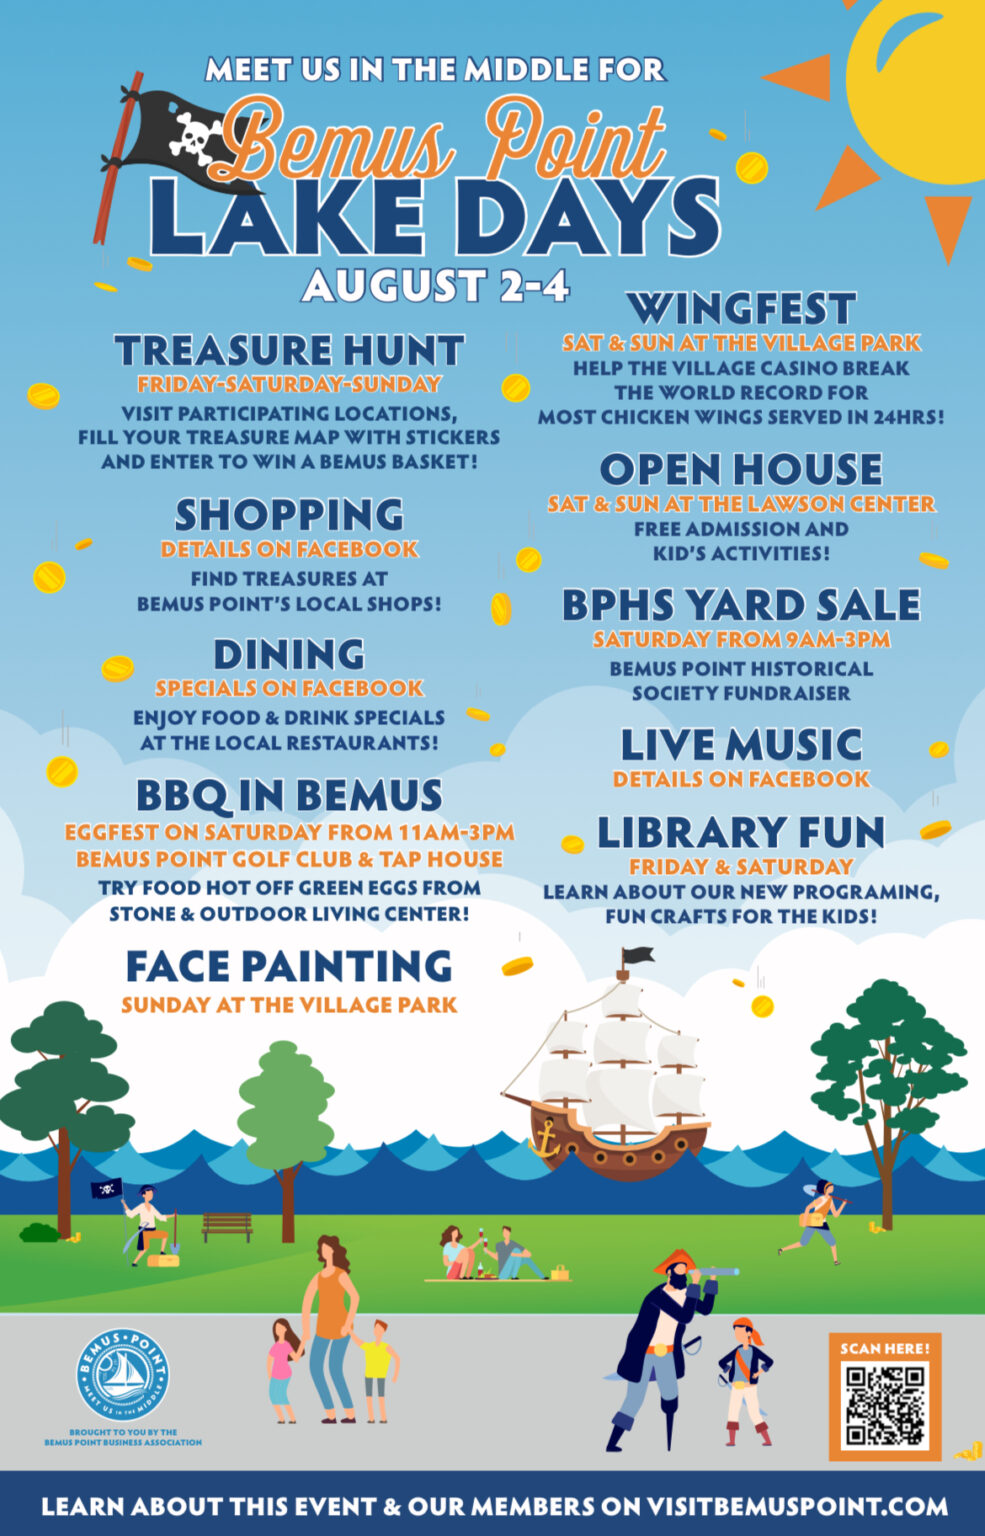 MEET US IN THE MIDDLE FOR
Bemus Point
LAKE DAYS
AUGUST 2-4
TREASURE HUNT
FRIDAY-SATURDAY-SUNDAY
VISIT PARTICIPATING LOCATIONS,
FILL YOUR TREASURE MAP WITH STICKERS
AND ENTER TO WIN A BEMUS BASKET!
SHOPPING
DETAILS ON FACEBOOK
FIND TREASURES AT
BEMUS POINT'S LOCAL SHOPS!
DINING
SPECIALS ON FACEBOOK
ENJOY FOOD & DRINK SPECIALS
AT THE LOCAL RESTAURANTS!
BBQ IN BEMUS
EGGFEST ON SATURDAY FROM 11AM-3PM
BEMUS POINT GOLF CLUB & TAP HOUSE
TRY FOOD HOT OFF GREEN EGGS FROM
STONE & OUTDOOR LIVING CENTER!
FACE PAINTING
SUNDAY AT THE VILLAGE PARK
WINGFEST
SAT & SUN AT THE VILLAGE PARK
HELP THE VILLAGE CASINO BREAK
THE WORLD RECORD FOR
MOST CHICKEN WINGS SERVED IN 24HRS!
OPEN HOUSE
SAT & SUN AT THE LAWSON CENTER
FREE ADMISSION AND
KID'S ACTIVITIES!
BPHS YARD SALE
SATURDAY FROM 9AM-3PM
BEMUS POINT HISTORICAL
SOCIETY FUNDRAISER
LIVE MUSIC
DETAILS ON FACEBOOK
LIBRARY FUN
FRIDAY & SATURDAY
LEARN ABOUT OUR NEW PROGRAMING,
FUN CRAFTS FOR THE KIDS!
BEMUS • POINT
MEET US IN THE MIDDLE
BROUGHT TO YOU BY THE
BEMUS POINT BUSINESS ASSOCIATION
SCAN HERE!
LEARN ABOUT THIS EVENT & OUR MEMBERS ON VISITBEMUSPOINT.COM